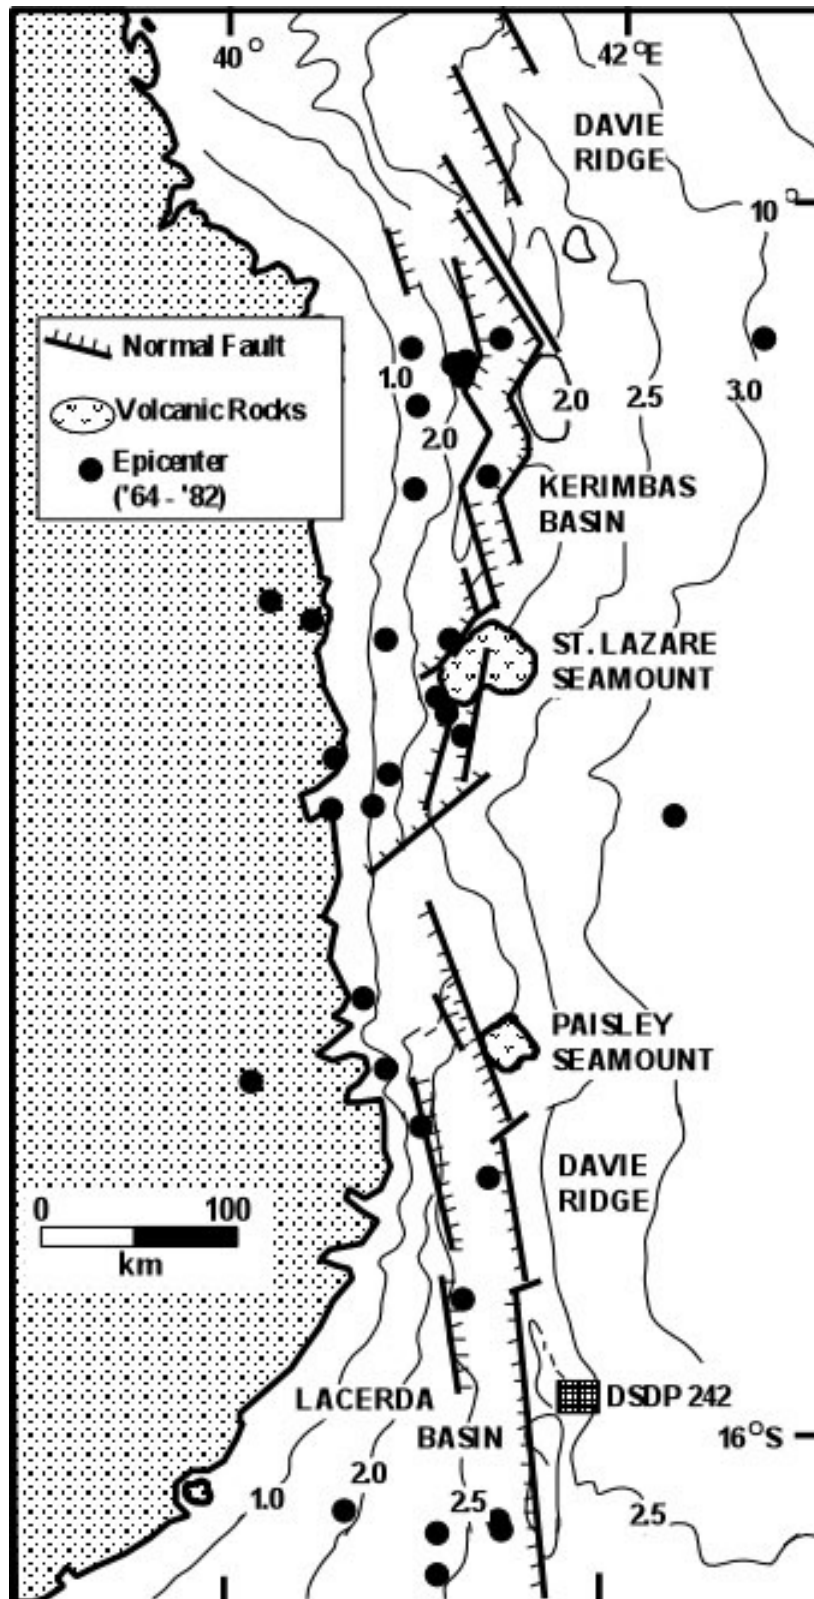 40°
42°E
DAVIE
RIDGE
10°
Normal Fault
1.0
2.0
2.5
3.0
Volcanic Rocks
2.0
Epicenter
('64 - '82)
KERIMBAS
BASIN
ST. LAZARE
SEAMOUNT
PAISLEY
SEAMOUNT
DAVIE
RIDGE
0 100
km
LACERDA
DSDP 242
BASIN
16°S
2.0
1.0
2.5
2.5